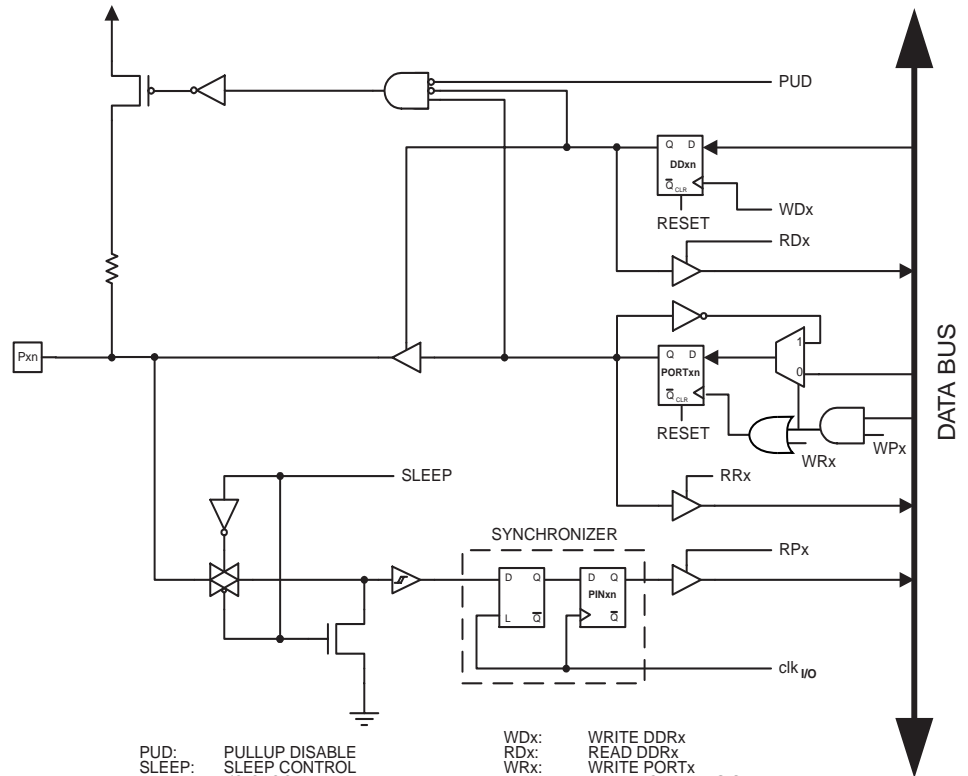 PUD
Q D
DDxn
Q CLR
WDx
RESET
RDx
1
Pxn
Q D
PORTxn
0
Q CLR
RESET
WRx
WPx
DATA BUS
SLEEP
RRx
SYNCHRONIZER
RPx
D Q
D Q
PINxn
L Q
Q
clk I/O
WDx: WRITE DDRx
PUD: PULLUP DISABLE
RDx: READ DDRx
SLEEP: SLEEP CONTROL
WRx: WRITE PORTx